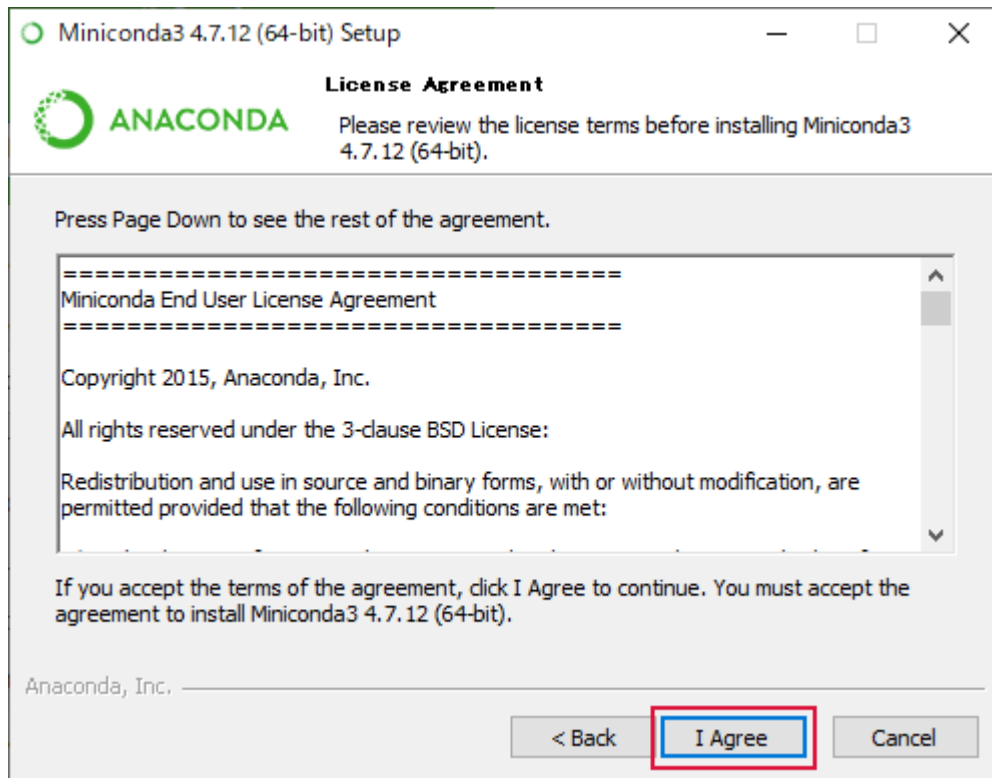 Miniconda3 4.7.12 (64-bit) Setup
ANACONDA
License Agreement
Please review the license terms before installing Miniconda3
4.7.12 (64-bit).
Press Page Down to see the rest of the agreement.
===================================
Miniconda End User License Agreement
===================================
Copyright 2015, Anaconda, Inc.
All rights reserved under the 3-clause BSD License:
Redistribution and use in source and binary forms, with or without modification, are
permitted provided that the following conditions are met:
If you accept the terms of the agreement, click I Agree to continue. You must accept the
agreement to install Miniconda3 4.7.12 (64-bit).
Anaconda, Inc.
< Back
I Agree
Cancel